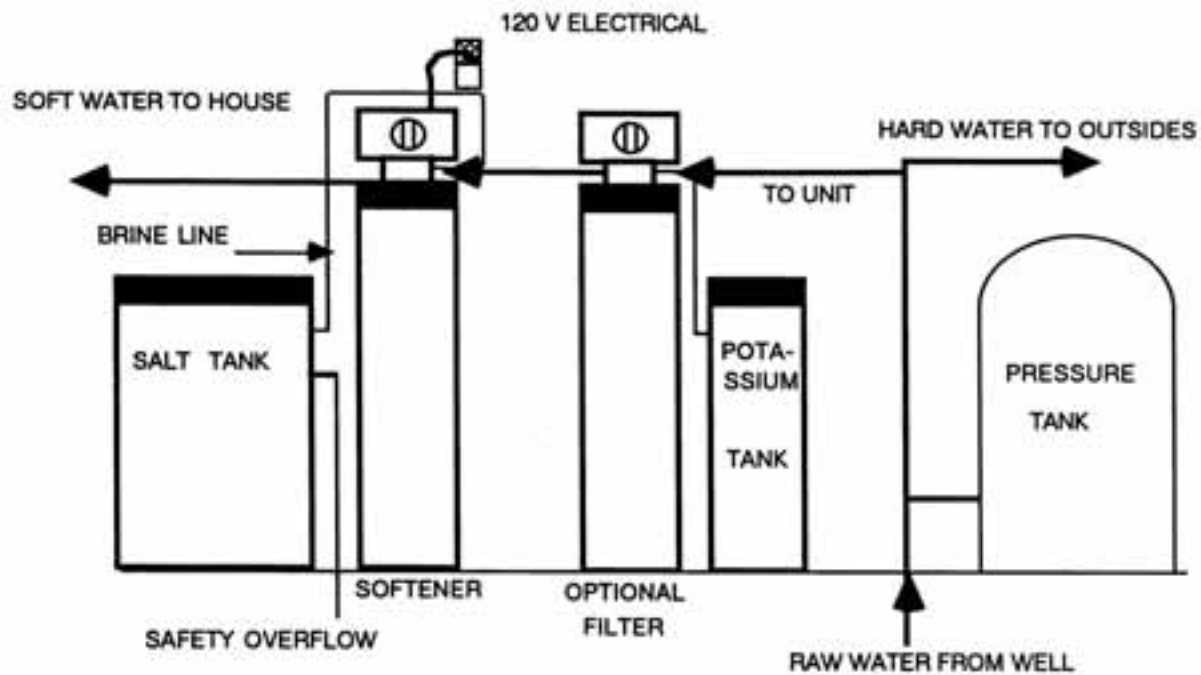 120 V ELECTRICAL
SOFT WATER TO HOUSE
HARD WATER TO OUTSIDES
TO UNIT
BRINE LINE
SALT TANK
POTA-
SSIUM
TANK
PRESSURE
TANK
SOFTENER
OPTIONAL
FILTER
SAFETY OVERFLOW
RAW WATER FROM WELL